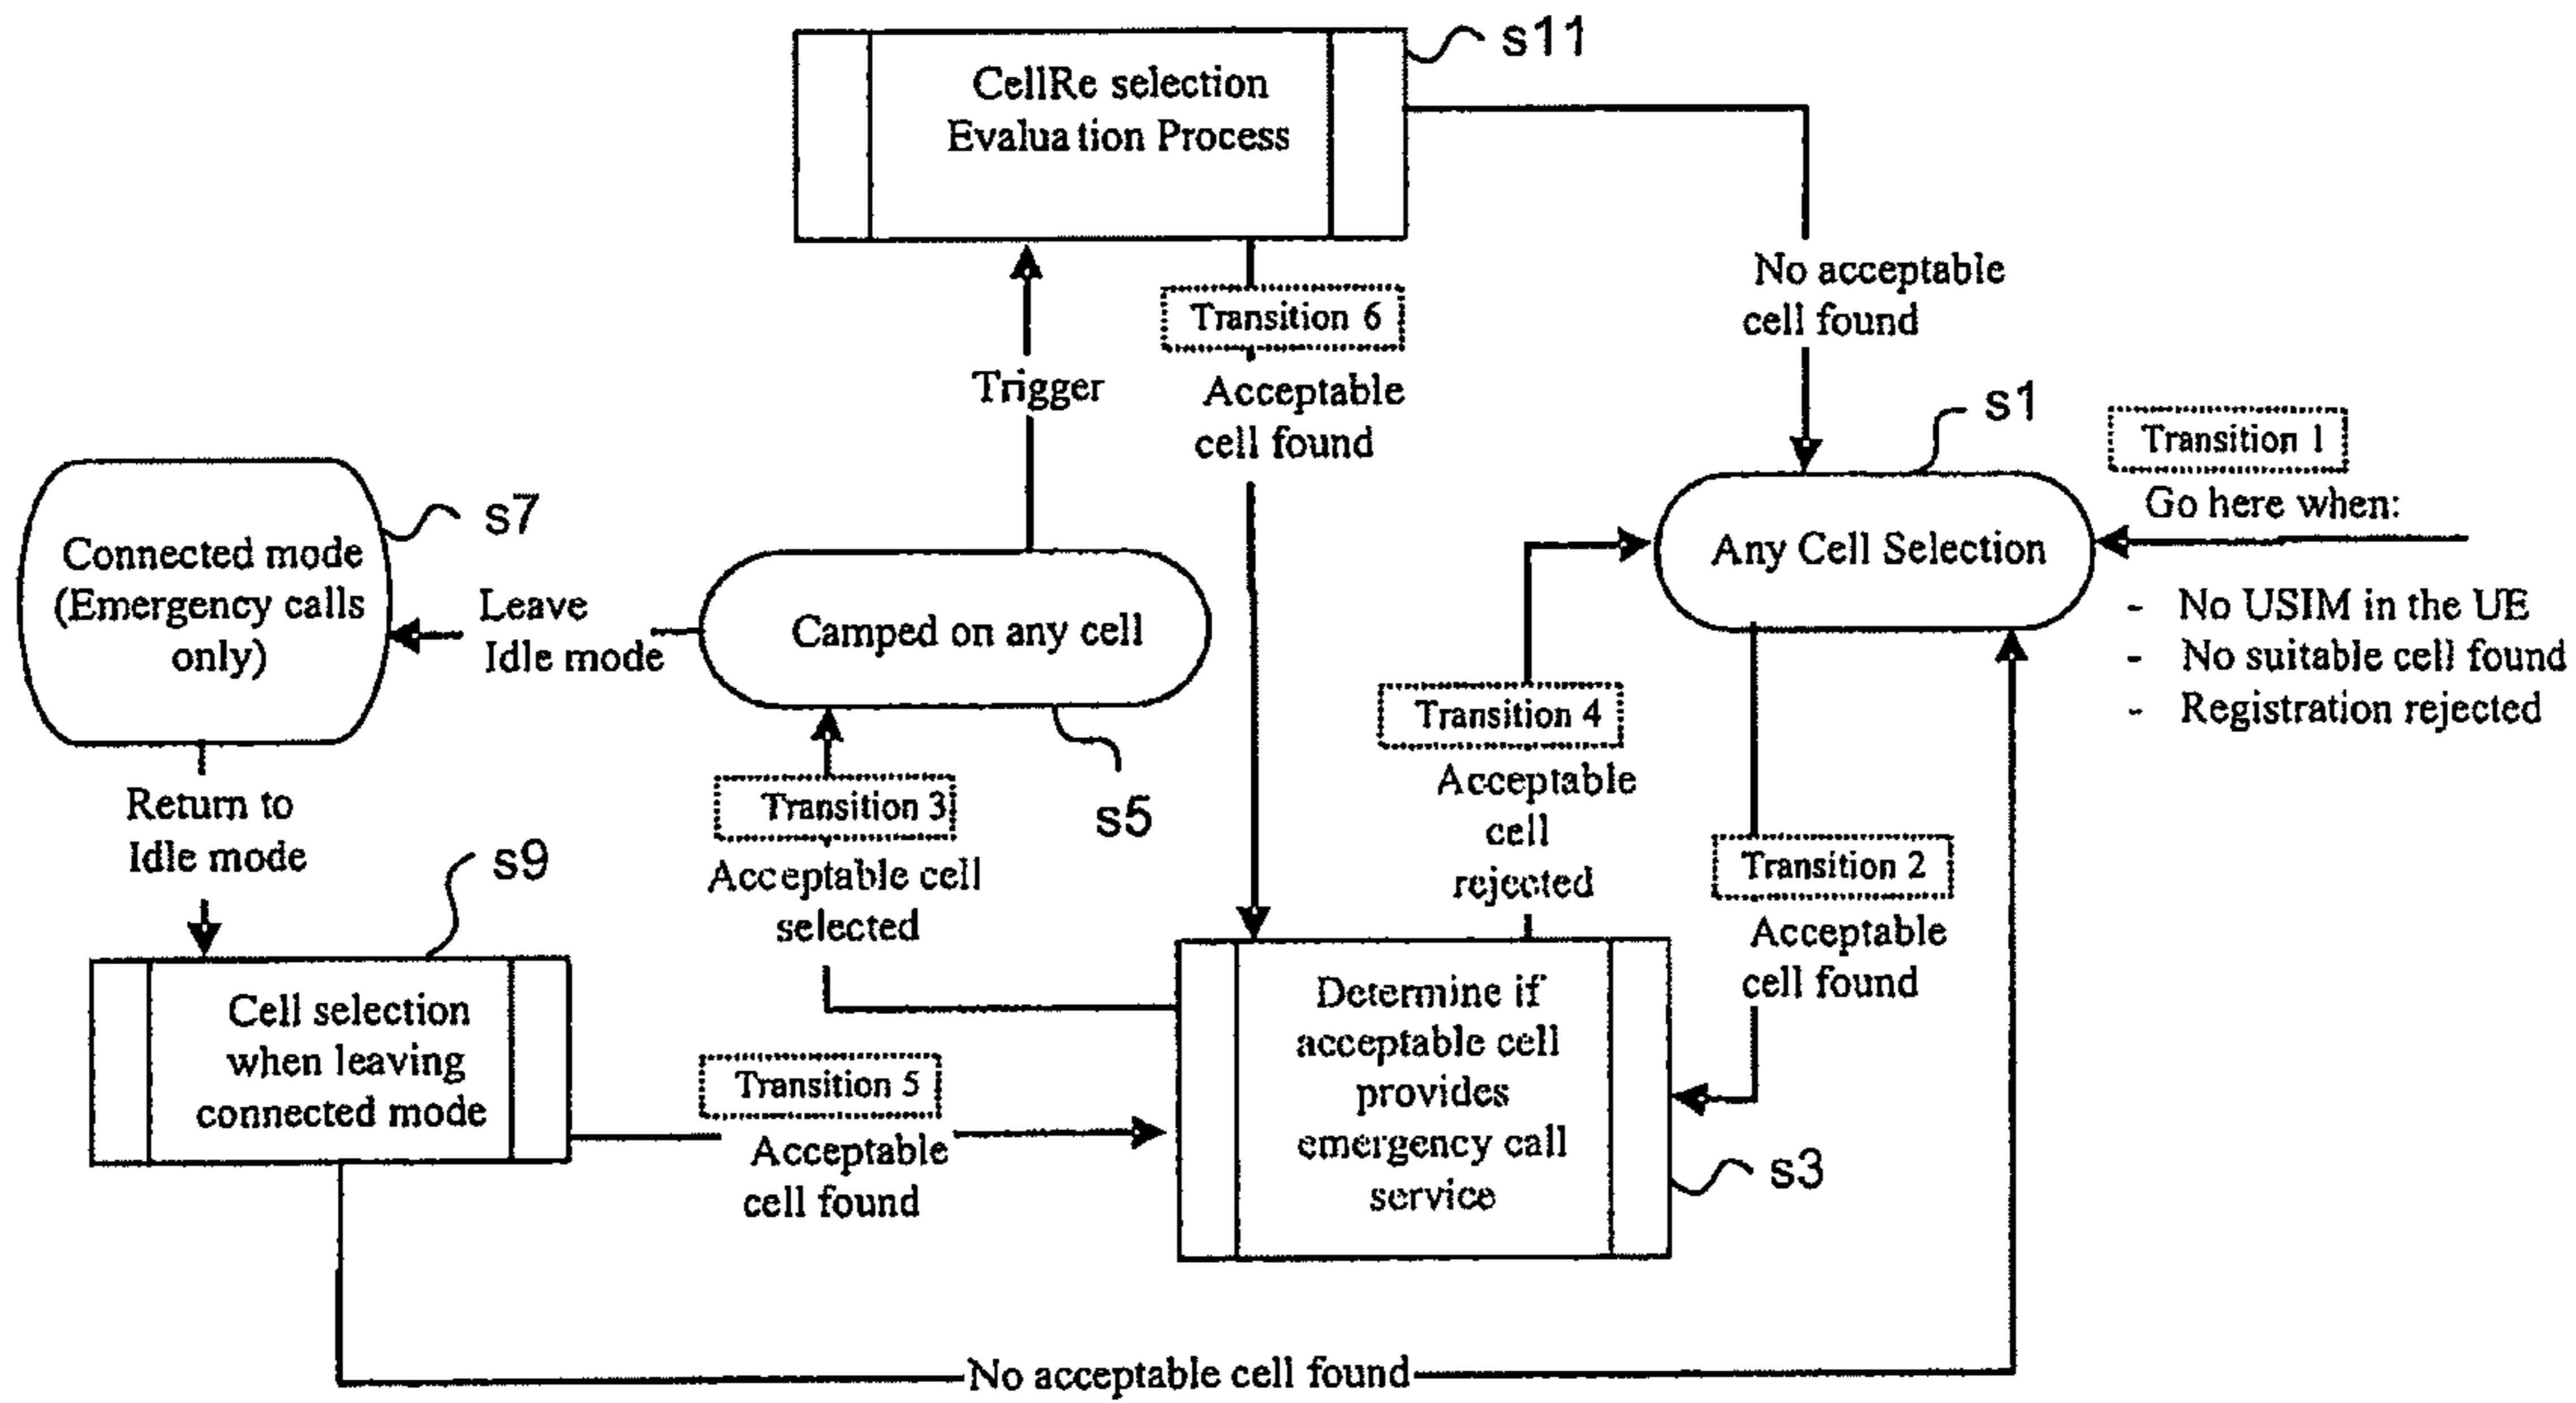 s11
CellRe selection
Evaluation Process
No acceptable
cell found
Transition 6
Acceptable
cell found
Trigger
s1
Transition 1
Go here when:
Any Cell Selection
- No USIM in the UE
- No suitable cell found
- Registration rejected
s7
Connected mode
(Emergency calls
only)
Leave
Idle mode
Camped on any cell
s5
Transition 4
Acceptable
cell
rejected
Transition 3
Acceptable cell
selected
Transition 2
Acceptable
cell found
Return to
Idle mode
s9
Cell selection
when leaving
connected mode
Transition 5
Acceptable
cell found
Determine if
acceptable cell
provides
emergency call
service
s3
No acceptable cell found